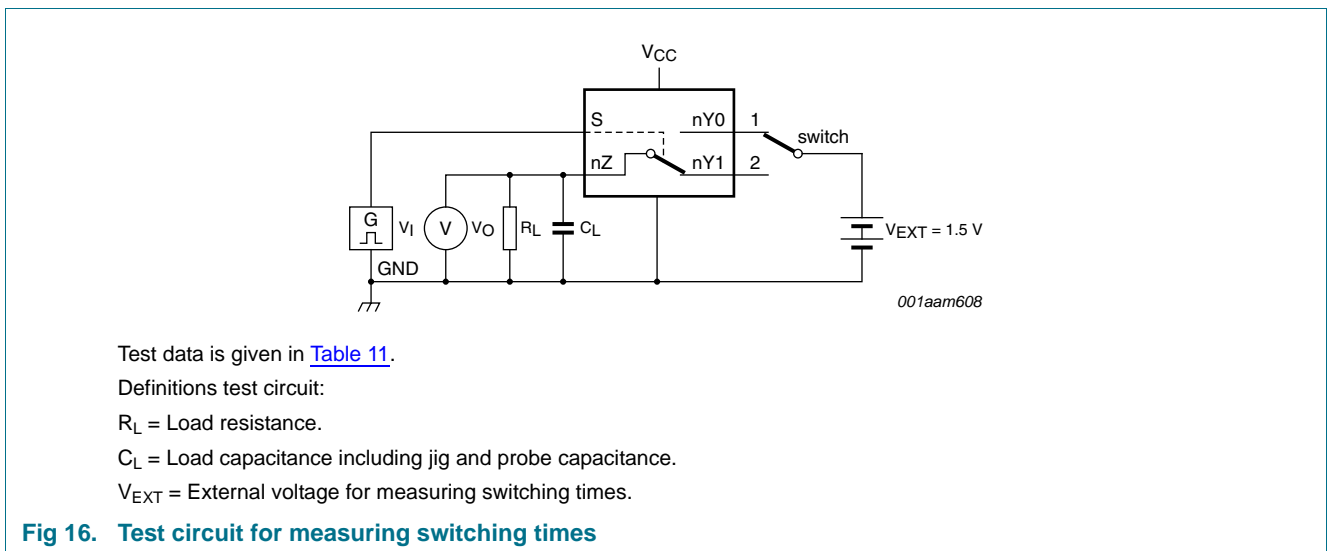 VCC
S nY0 1 switch
nZ nY1 2
G VI V VO RL CL VEXT = 1.5 V
GND
001aam608
Test data is given in Table 11.
Definitions test circuit:
RL = Load resistance.
CL = Load capacitance including jig and probe capacitance.
VEXT = External voltage for measuring switching times.
Fig 16. Test circuit for measuring switching times